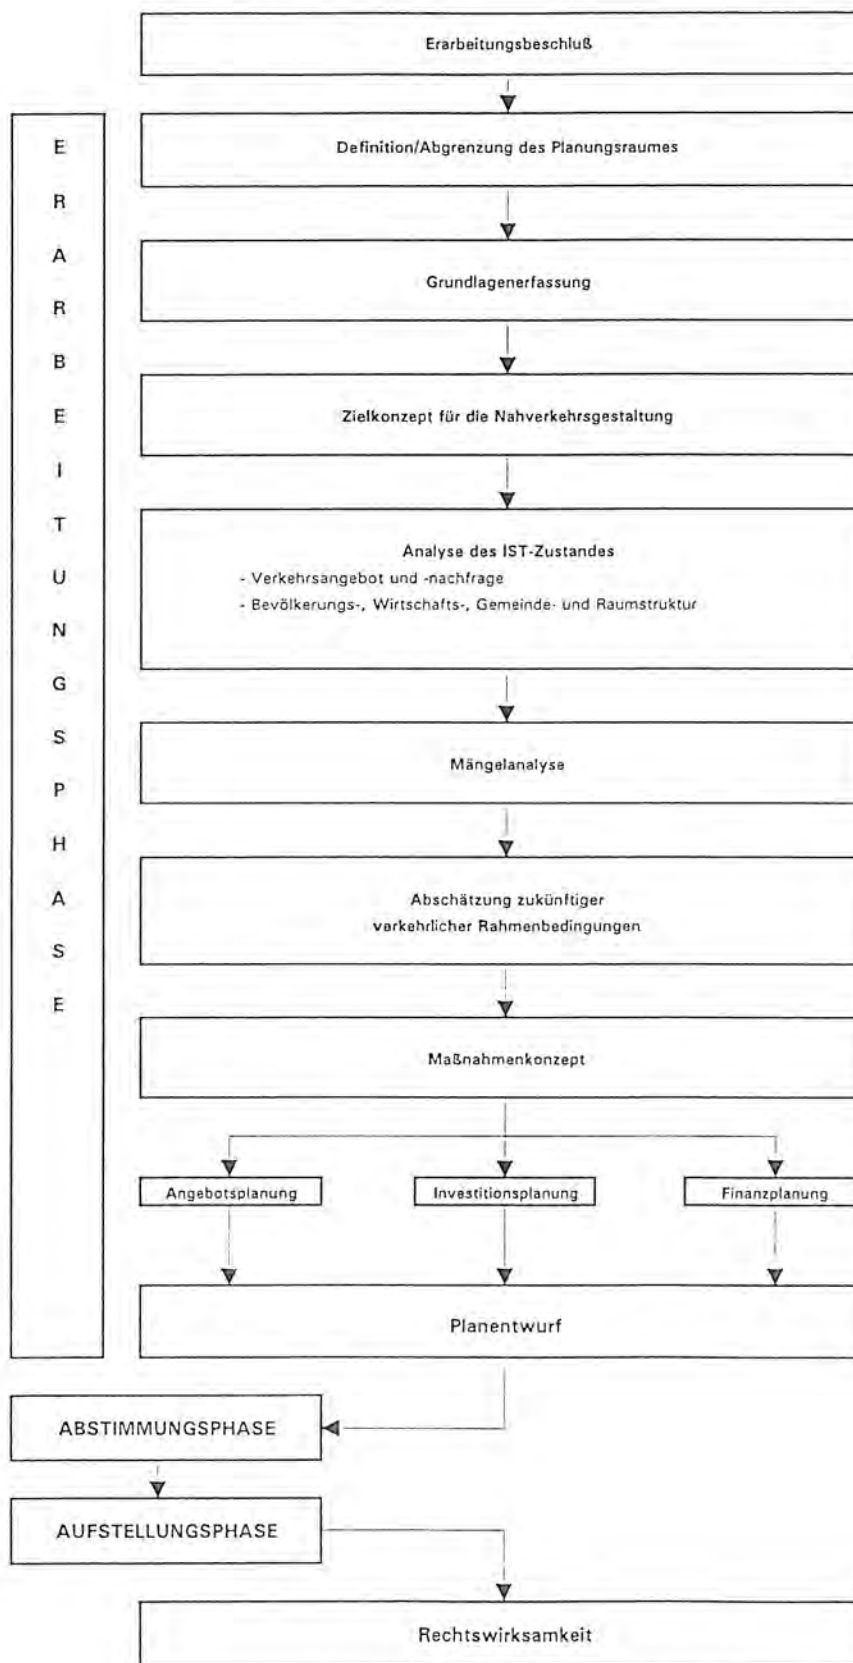 Erarbeitungsbeschluß
ERARBEITUNGSPHASE
Definition/Abgrenzung des Planungsraumes
Grundlagenerfassung
Zielkonzept für die Nahverkehrsgestaltung
Analyse des IST-Zustandes
- Verkehrsangebot und -nachfrage
- Bevölkerungs-, Wirtschafts-, Gemeinde- und Raumstruktur
Mängelanalyse
Abschätzung zukünftiger
verkehrlicher Rahmenbedingungen
Maßnahmenkonzept
Angebotsplanung
Investitionsplanung
Finanzplanung
Planentwurf
ABSTIMMUNGSPHASE
AUFSTELLUNGSPHASE
Rechtswirksamkeit